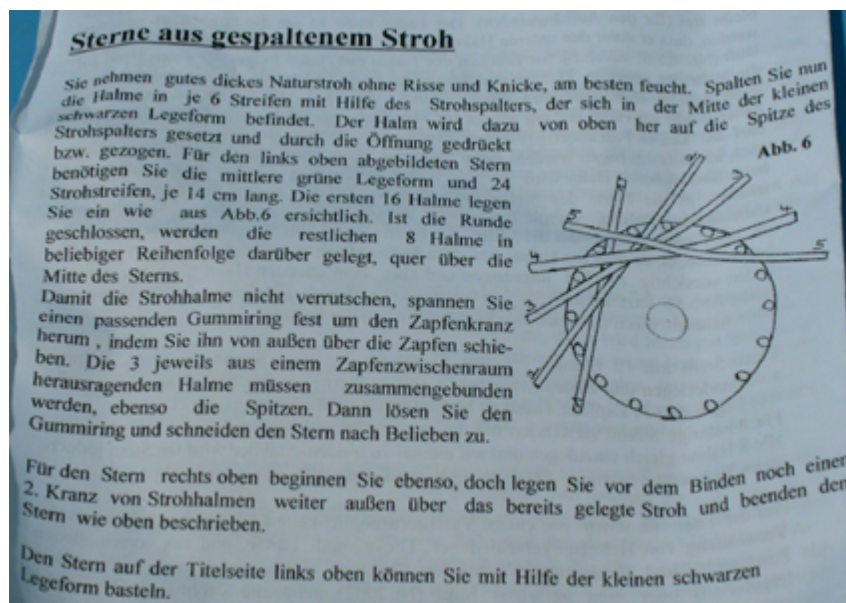 Sterne aus gespaltenem Stroh
Sie nehmen gutes dickes Naturstroh ohne Risse und Knicke, am besten feucht. Spalten Sie nun
die Halme in je 6 Streifen mit Hilfe des Strohspalters, der sich in der Mitte der kleinen
schwarzen Legeform befindet. Der Halm wird dazu von oben her auf die Spitze des
Strohspalters gesetzt und durch die Öffnung gedrückt
bzw. gezogen. Für den links oben abgebildeten Stern
benötigen Sie die mittlere grüne Legeform und 24
Strohstreifen, je 14 cm lang. Die ersten 16 Halme legen
Sie ein wie aus Abb.6 ersichtlich. Ist die Runde
geschlossen, werden die restlichen 8 Halme in
beliebiger Reihenfolge darüber gelegt, quer über die
Mitte des Sterns.
Damit die Strohhalme nicht verrutschen, spannen Sie
einen passenden Gummiring fest um den Zapfenkranz
herum , indem Sie ihn von außen über die Zapfen schie-
ben. Die 3 jeweils aus einem Zapfenzwischenraum
herausragenden Halme müssen zusammengebunden
werden, ebenso die Spitzen. Dann lösen Sie den
Gummiring und schneiden den Stern nach Belieben zu.
Abb. 6
5
4
5
4
Für den Stern rechts oben beginnen Sie ebenso, doch legen Sie vor dem Binden noch einen
2. Kranz von Strohhalmen weiter außen über das bereits gelegte Stroh und beenden den
Stern wie oben beschrieben.
Den Stern auf der Titelseite links oben können Sie mit Hilfe der kleinen schwarzen
Legeform basteln.